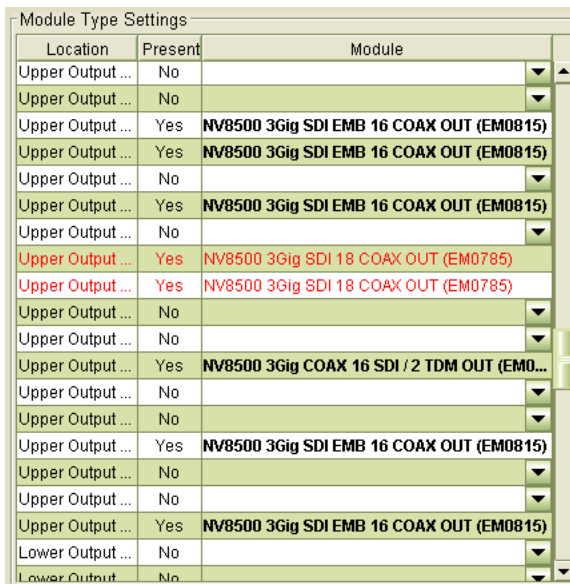 Module Type Settings
Location Present Module
Upper Output ... No
Upper Output ... No
Upper Output ... Yes NV8500 3Gig SDI EMB 16 COAX OUT (EM0815)
Upper Output ... Yes NV8500 3Gig SDI EMB 16 COAX OUT (EM0815)
Upper Output ... No
Upper Output ... Yes NV8500 3Gig SDI EMB 16 COAX OUT (EM0815)
Upper Output ... No
Upper Output ... Yes NV8500 3Gig SDI 18 COAX OUT (EM0785)
Upper Output ... Yes NV8500 3Gig SDI 18 COAX OUT (EM0785)
Upper Output ... No
Upper Output ... No
Upper Output ... Yes NV8500 3Gig COAX 16 SDI / 2 TDM OUT (EM0...
Upper Output ... No
Upper Output ... No
Upper Output ... Yes NV8500 3Gig SDI EMB 16 COAX OUT (EM0815)
Upper Output ... No
Upper Output ... No
Upper Output ... Yes NV8500 3Gig SDI EMB 16 COAX OUT (EM0815)
Lower Output ... No
Lower Output ... No